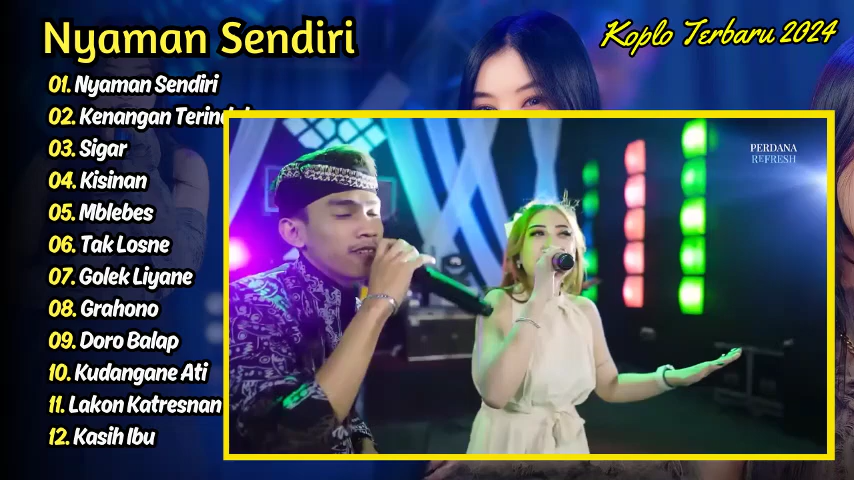 Nyaman Sendiri
Koplo Terbaru 2024
01. Nyaman Sendiri
02. Kenangan
03. Sigar
04. Kisinan
05. Mblebes
06. Tak Losne
07. Golek Liyane
08. Grahono
09. Doro Balap
10. Kudangane Ati
11. Lakon Katresnan
12. Kasih Ibu
PERDANA
REFRESH